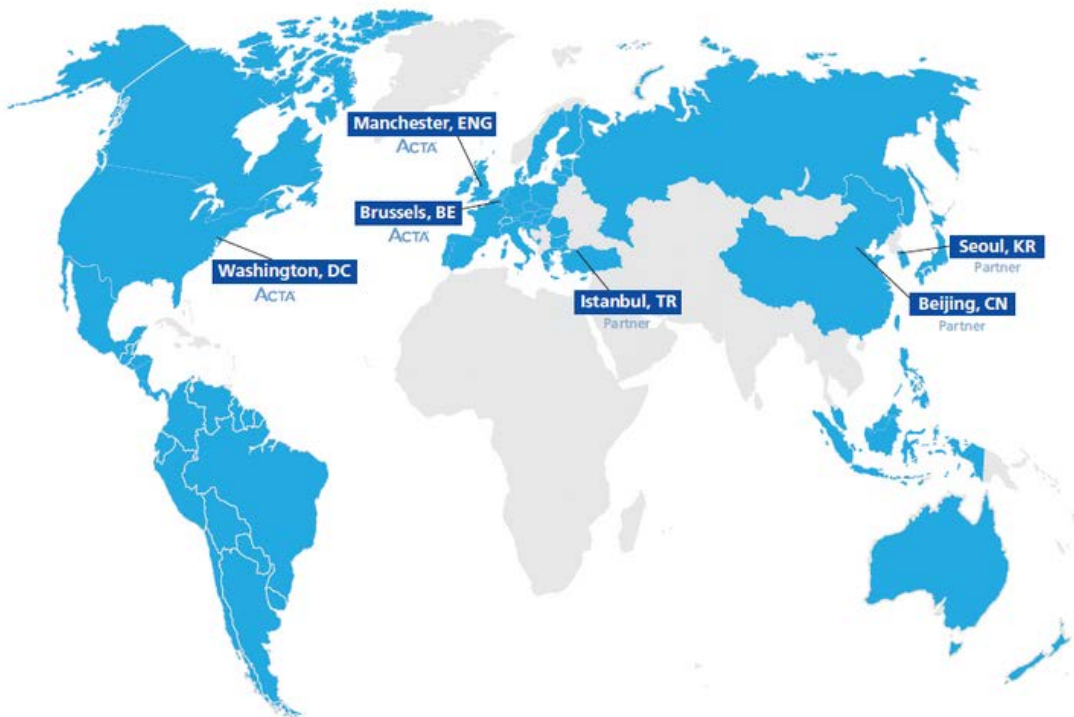 Manchester, ENG
ACTA
Brussels, BE
ACTA
Washington, DC
ACTA
Istanbul, TR
Partner
Seoul, KR
Partner
Beijing, CN
Partner